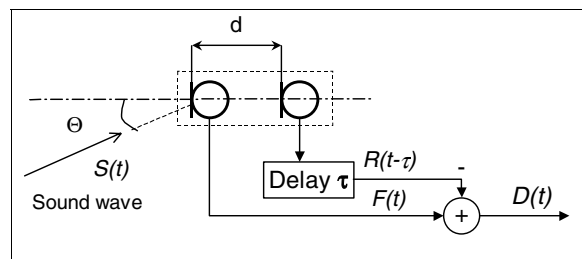 d
Θ
S(t)
Sound wave
Delay τ
R(t-τ)
-
F(t)
+
D(t)